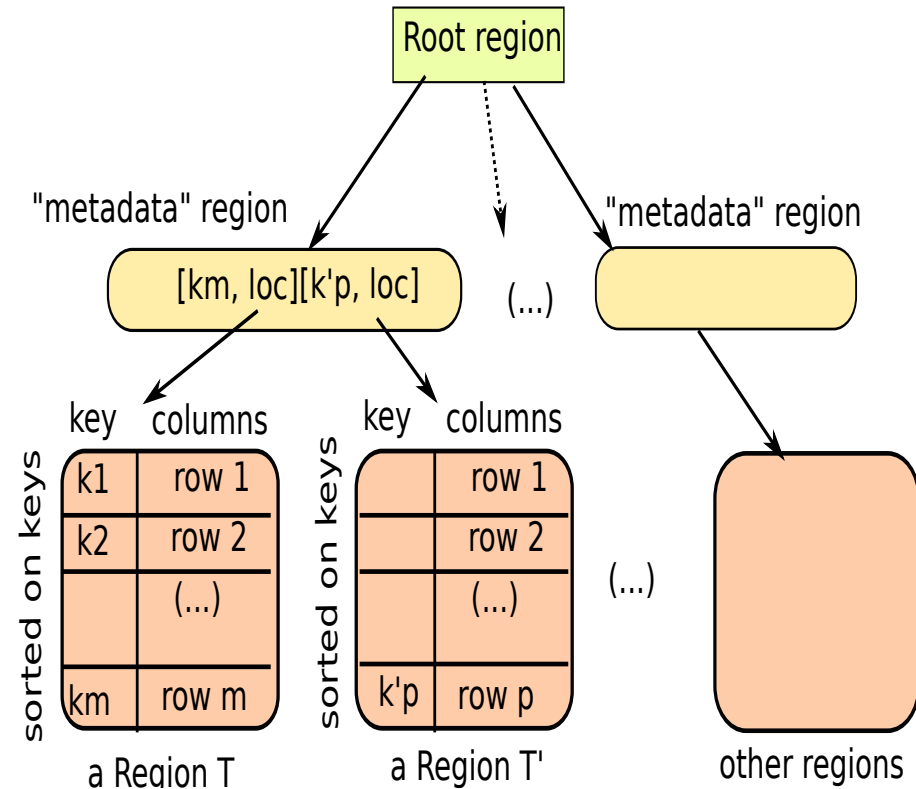 Root region
"metadata" region
"metadata" region
[km, loc][k'p, loc]
(...)
key columns
key columns
sorted on keys
k1 row 1
k2 row 2
(...)
km row m
sorted on keys
row 1
row 2
(...)
k'p row p
(...)
a Region T
a Region T'
other regions